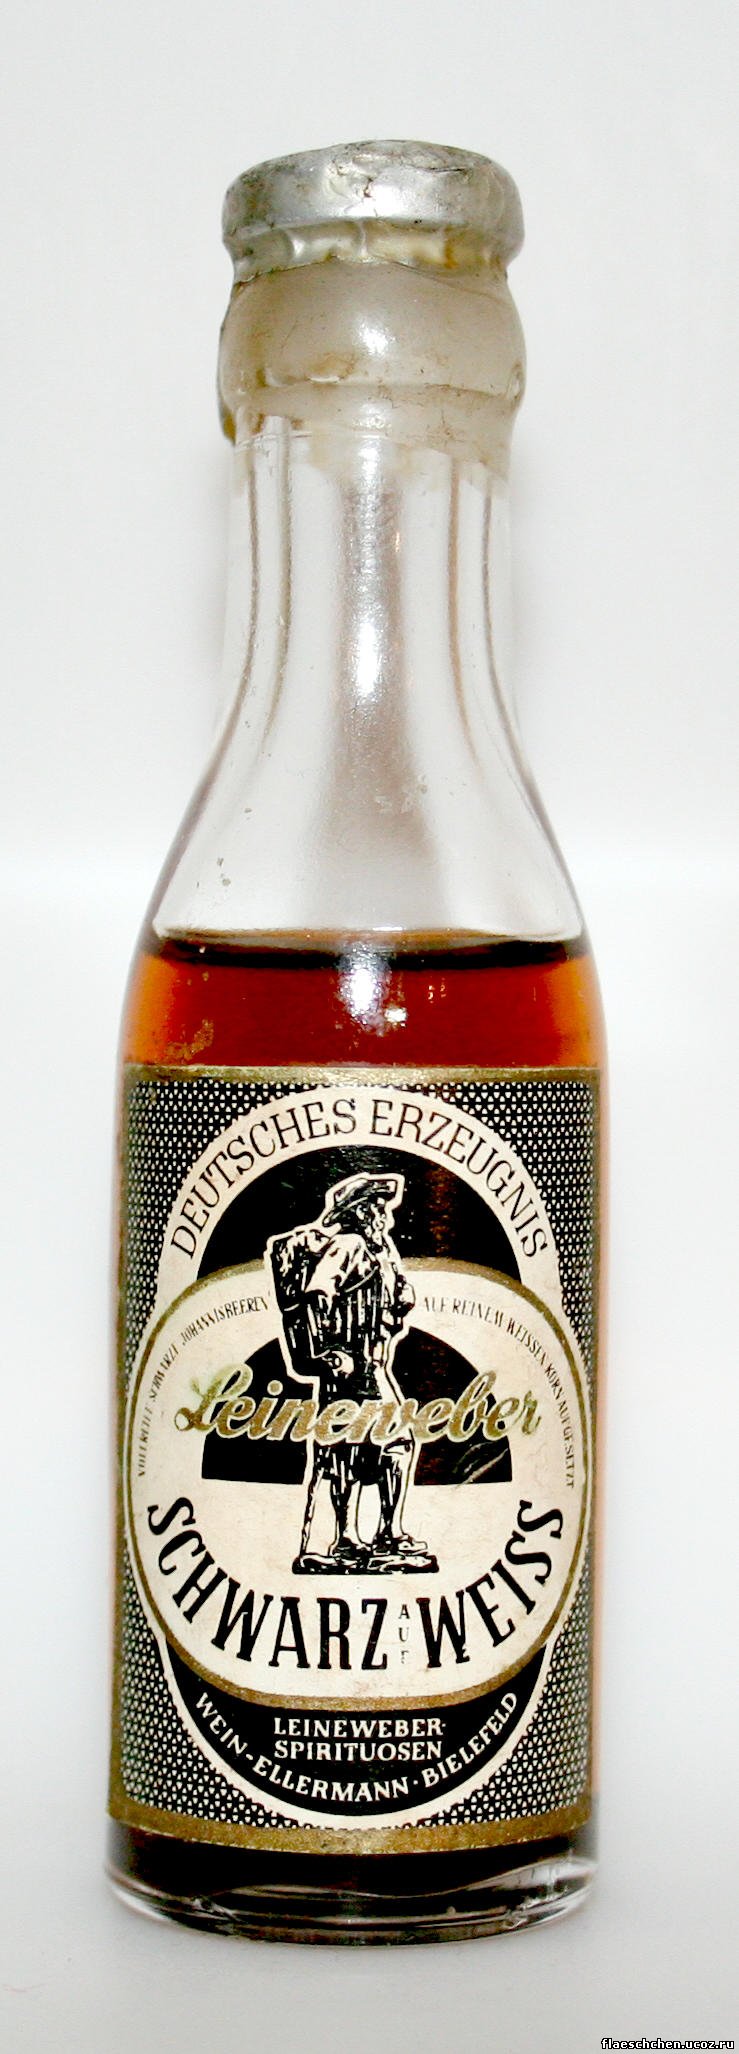 DEUTSCHES ERZEUGNIS
VOLLREIFE SCHWARZE JOHANNISBEEREN
AUF REINEM WEISSEN KORN AUFGESETZT
Leineweber
SCHWARZ AUF WEISS
LEINEWEBER-
SPIRITUOSEN
WEIN-ELLERMANN·BIELEFELD
flaeschchen.ucoz.ru